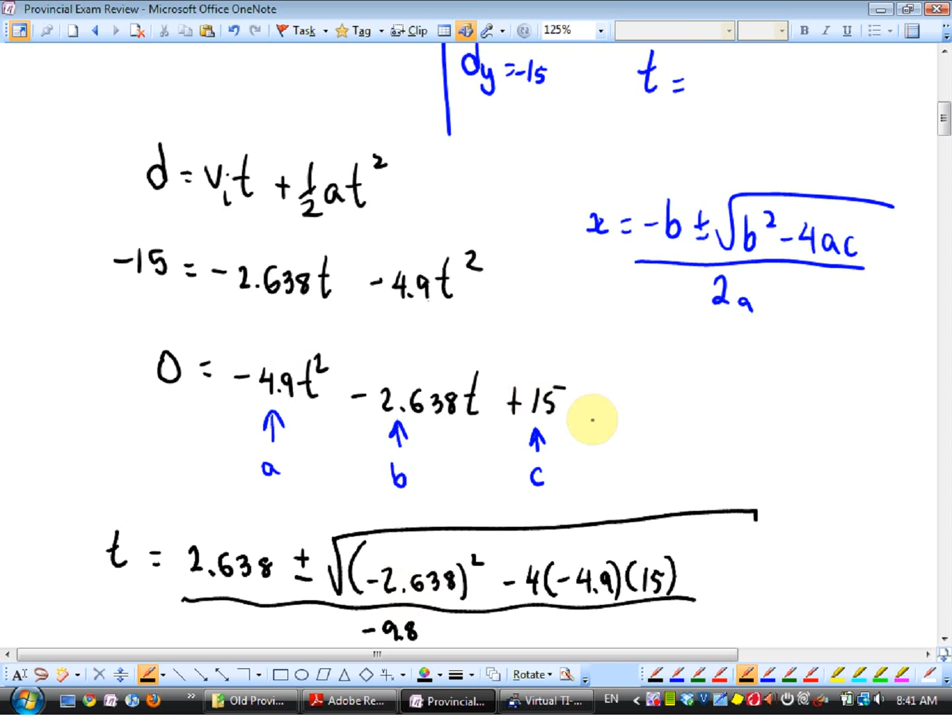 Provincial Exam Review - Microsoft Office OneNote
Task Tag Clip 125% B I U
dy = -15 t =
d = vᵢt + ½at²
x = -b ± √b² - 4ac
2a
-15 = -2.638t -4.9t²
0 = -4.9t² - 2.638t +15
a b c
t = 2.638 ± √(-2.638)² - 4(-4.9)(15)
-9.8
Rotate
Old Provi... Adobe Re... Provincial... Virtual TI-... EN 8:41 AM